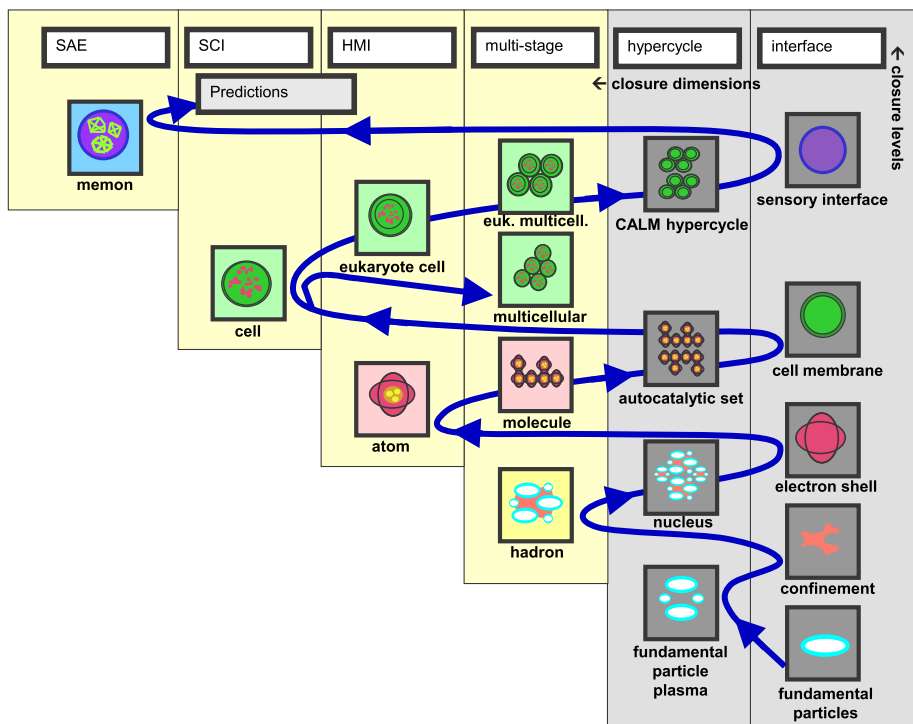 SAE
SCI
HMI
multi-stage
hypercycle
interface
Predictions
← closure dimensions
← closure levels
memon
euk. multicell.
CALM hypercycle
sensory interface
eukaryote cell
cell
multicellular
cell membrane
atom
molecule
autocatalytic set
electron shell
hadron
nucleus
confinement
fundamental
particle
plasma
fundamental
particles